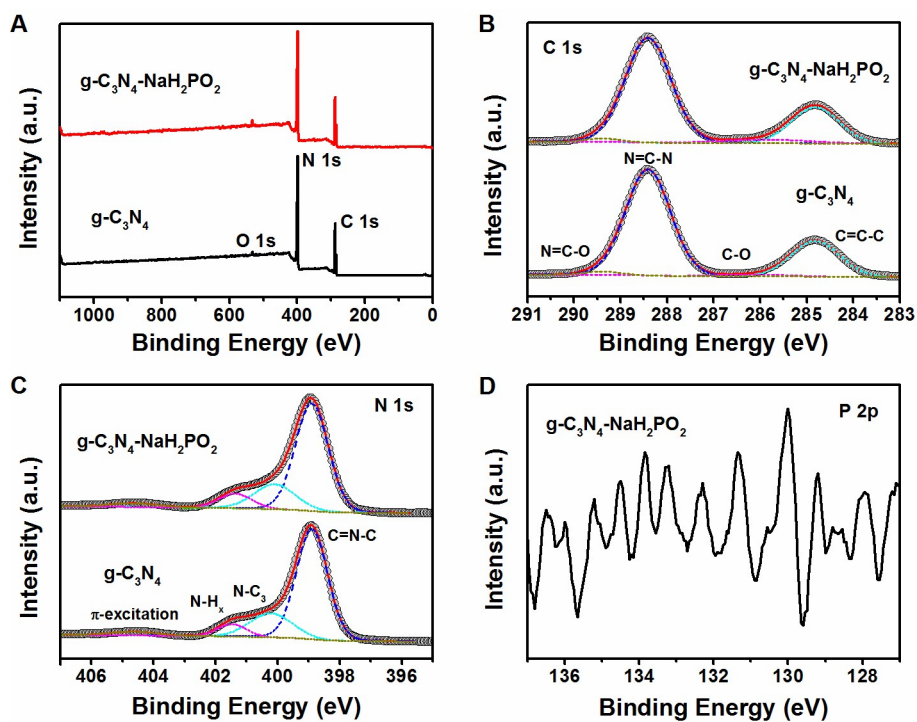 A
g-C₃N₄-NaH₂PO₂
N 1s
g-C₃N₄
C 1s
O 1s
Intensity (a.u.)
1000 800 600 400 200 0
Binding Energy (eV)
B
C 1s
g-C₃N₄-NaH₂PO₂
N=C-N
g-C₃N₄
C=C-C
N=C-O
C-O
Intensity (a.u.)
291 290 289 288 287 286 285 284 283
Binding Energy (eV)
C
N 1s
g-C₃N₄-NaH₂PO₂
C=N-C
g-C₃N₄
N-C₃
N-Hₓ
π-excitation
Intensity (a.u.)
406 404 402 400 398 396
Binding Energy (eV)
D
P 2p
g-C₃N₄-NaH₂PO₂
Intensity (a.u.)
136 134 132 130 128
Binding Energy (eV)